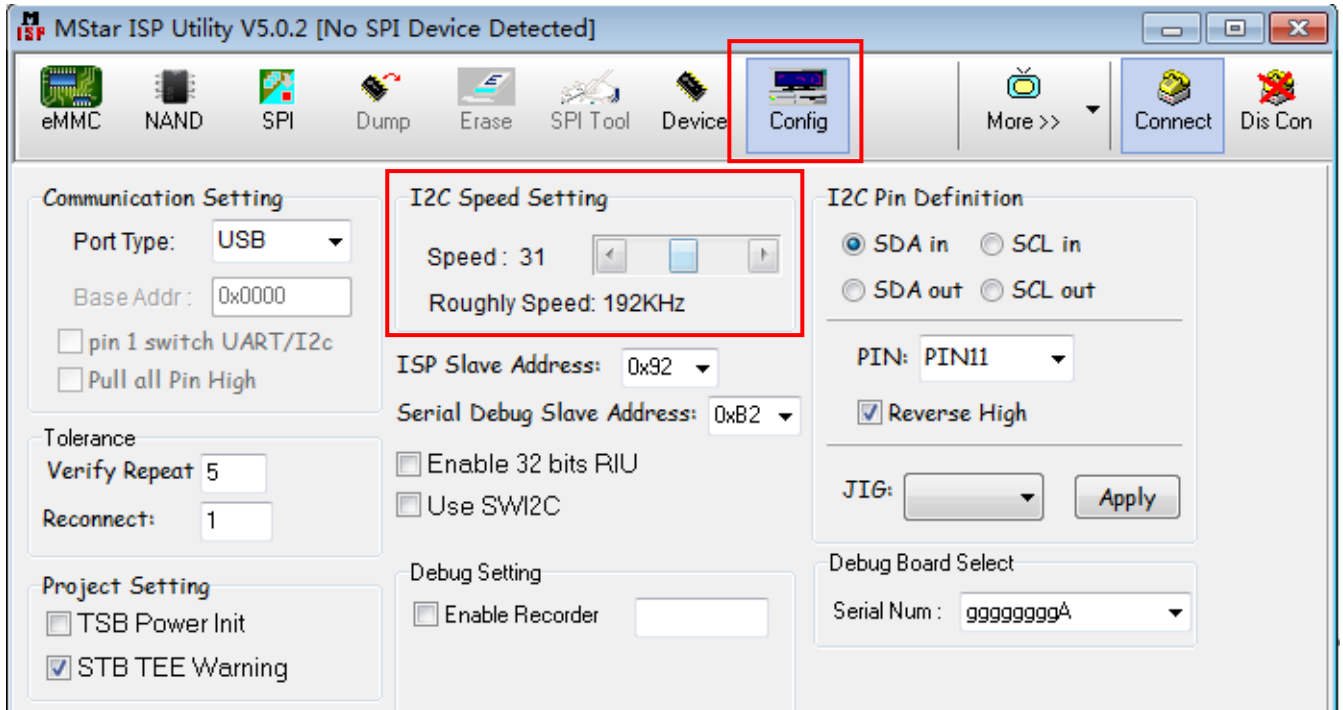 M
ISP MStar ISP Utility V5.0.2 [No SPI Device Detected]
eMMC NAND SPI Dump Erase SPI Tool Device Config More >> Connect Dis Con
Communication Setting
Port Type: USB
Base Addr : 0x0000
pin 1 switch UART/I2c
Pull all Pin High
Tolerance
Verify Repeat 5
Reconnect: 1
Project Setting
TSB Power Init
STB TEE Warning
I2C Speed Setting
Speed : 31
Roughly Speed: 192KHz
ISP Slave Address: 0x92
Serial Debug Slave Address: 0xB2
Enable 32 bits RIU
Use SWI2C
Debug Setting
Enable Recorder
I2C Pin Definition
SDA in SCL in
SDA out SCL out
PIN: PIN11
Reverse High
JIG: Apply
Debug Board Select
Serial Num : ggggggggA